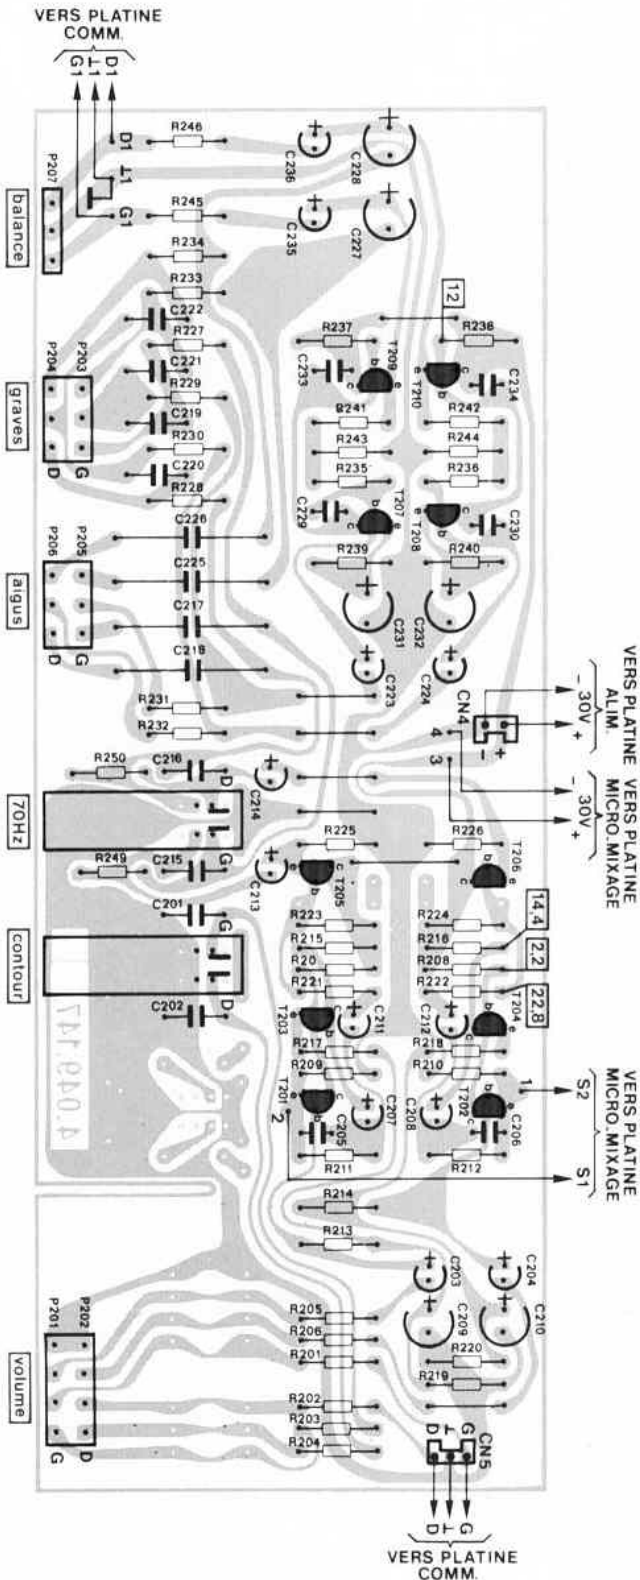 VERS PLATINE
COMM.
G1 ⊥1 D1
D1
⊥1
G1
P207
balance
R246
C236
C228
R245
C235
C227
R234
R233
C222
R227
C221
R229
C219
R230
C220
R228
P204 P203
D G
graves
12
R237
R238
C233
T209
b
c e
T210
e c
b
C234
R241
R242
R243
R244
R235
R236
C229
T207
b
c e
T208
e c
b
C230
R239
R240
C231
C232
C223
C224
C226
C225
C217
C218
P206 P205
D G
aigus
R231
R232
CN4
- +
4
3
VERS PLATINE
ALIM.
- 30V +
VERS PLATINE
MICRO.MIXAGE
- 30V +
R250
C216
D
G
C214
70Hz
R249
C215
C213
C201
G
D
contour
C202
R225
R226
T205
e c
b
T206
b
c e
R223
R224
R215
R216
14,4
R20
R208
2,2
R221
R222
22,8
T203
C211
C212
T204
R217
R218
R209
R210
T201
2
C205
C207
C208
T202
C206
1
R211
R212
S2
S1
VERS PLATINE
MICRO.MIXAGE
741.940.4
R214
R213
C203
C204
C209
C210
R205
R206
R201
R220
R219
R202
R203
R204
P201 P202
G D
volume
D T G
CN5
D T G
VERS PLATINE
COMM.